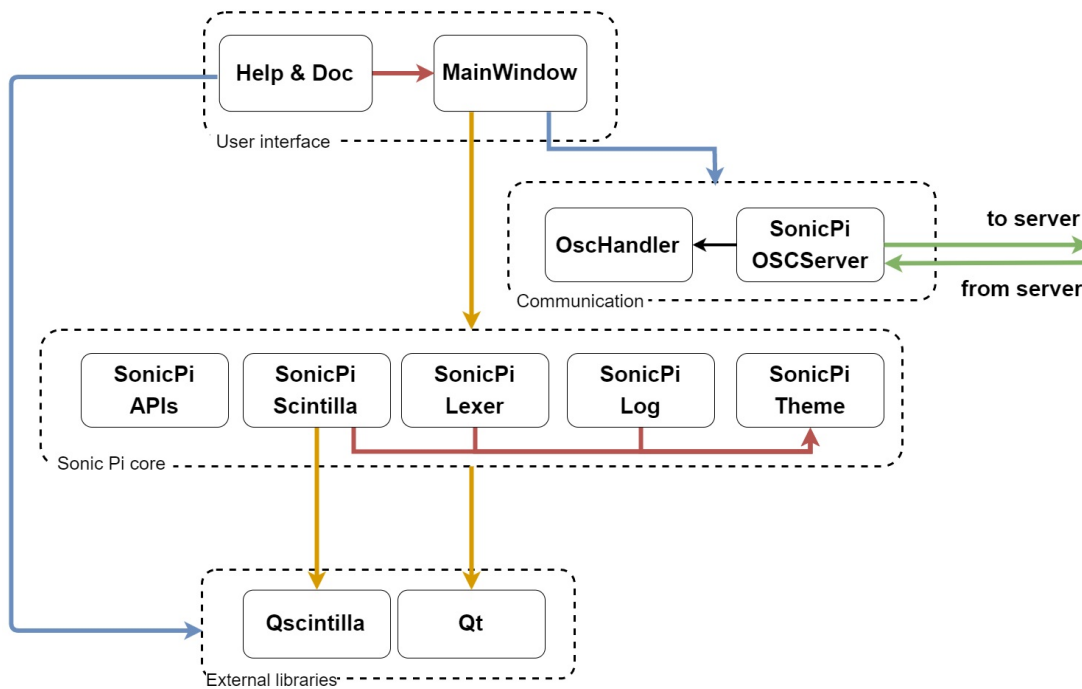 Help & Doc
MainWindow
User interface
OscHandler
SonicPi
OSCServer
to server
from server
Communication
SonicPi
APIs
SonicPi
Scintilla
SonicPi
Lexer
SonicPi
Log
SonicPi
Theme
Sonic Pi core
Qscintilla
Qt
External libraries